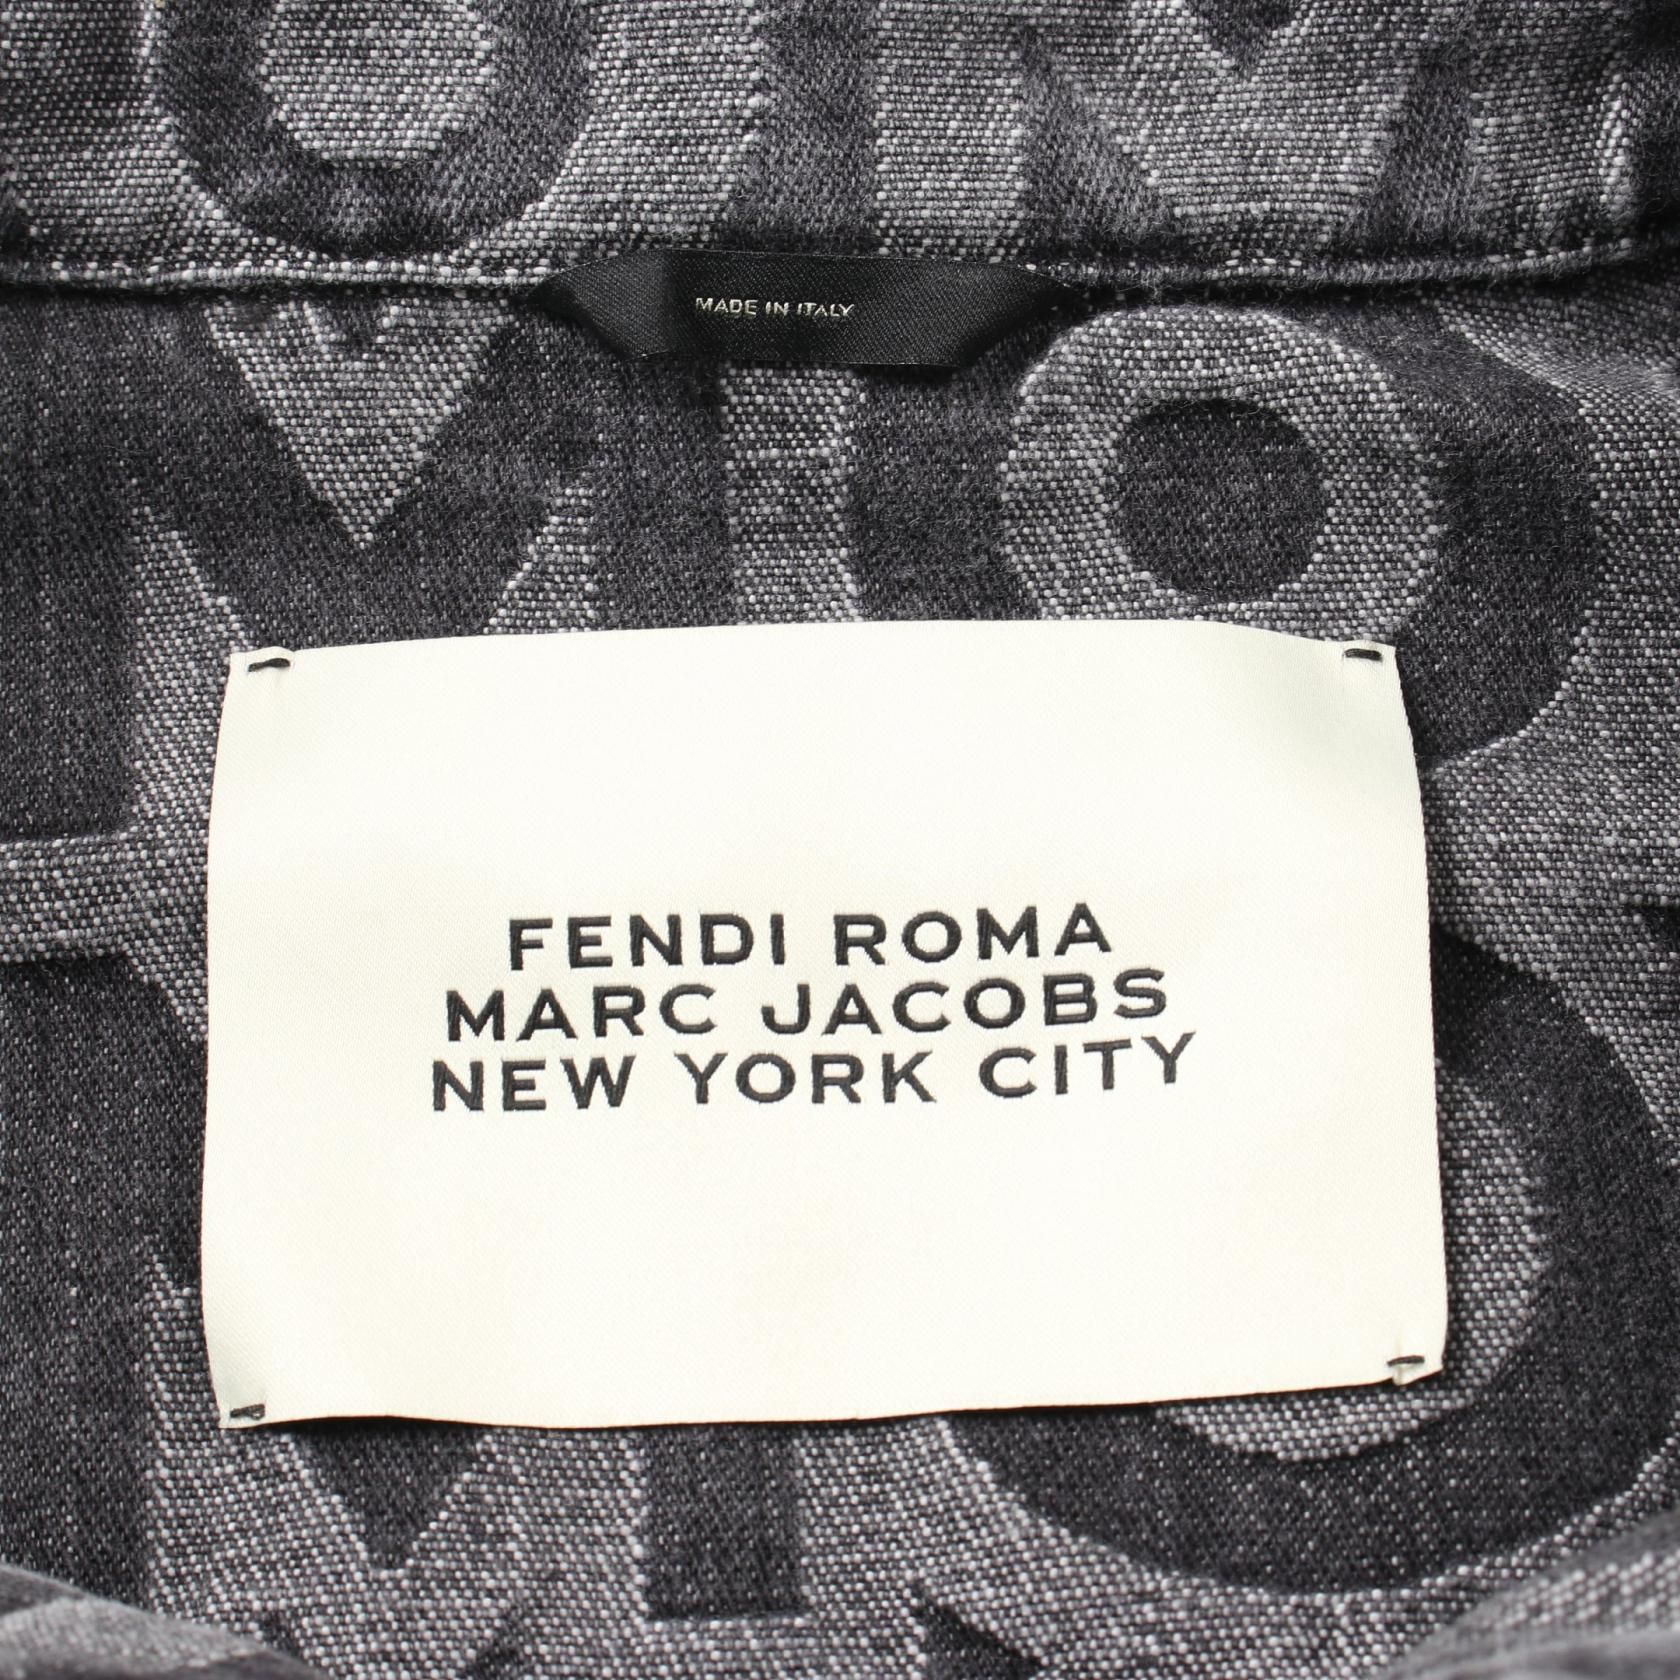 MADE IN ITALY
FENDI ROMA
MARC JACOBS
NEW YORK CITY